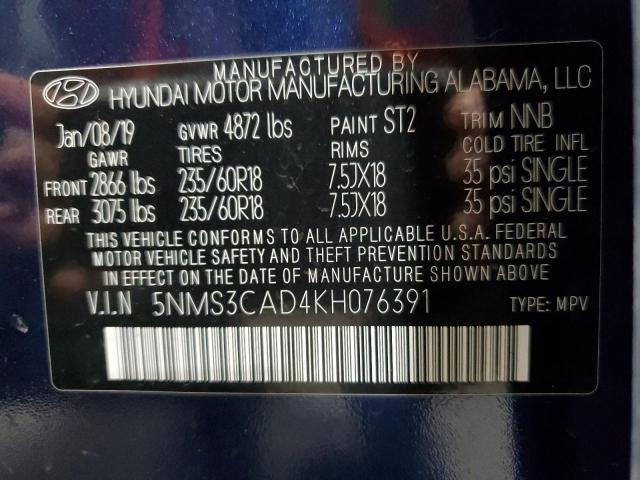 MANUFACTURED BY
HYUNDAI MOTOR MANUFACTURING ALABAMA, LLC
Jan/08/19 GVWR 4872 lbs PAINT ST2 TRIM NNB
GAWR TIRES RIMS COLD TIRE INFL
FRONT 2866 lbs 235/60R18 7.5JX18 35 psi SINGLE
REAR 3075 lbs 235/60R18 7.5JX18 35 psi SINGLE
THIS VEHICLE CONFORMS TO ALL APPLICABLE U.S.A. FEDERAL
MOTOR VEHICLE SAFETY AND THEFT PREVENTION STANDARDS
IN EFFECT ON THE DATE OF MANUFACTURE SHOWN ABOVE.
V.I.N 5NMS3CAD4KH076391 TYPE: MPV